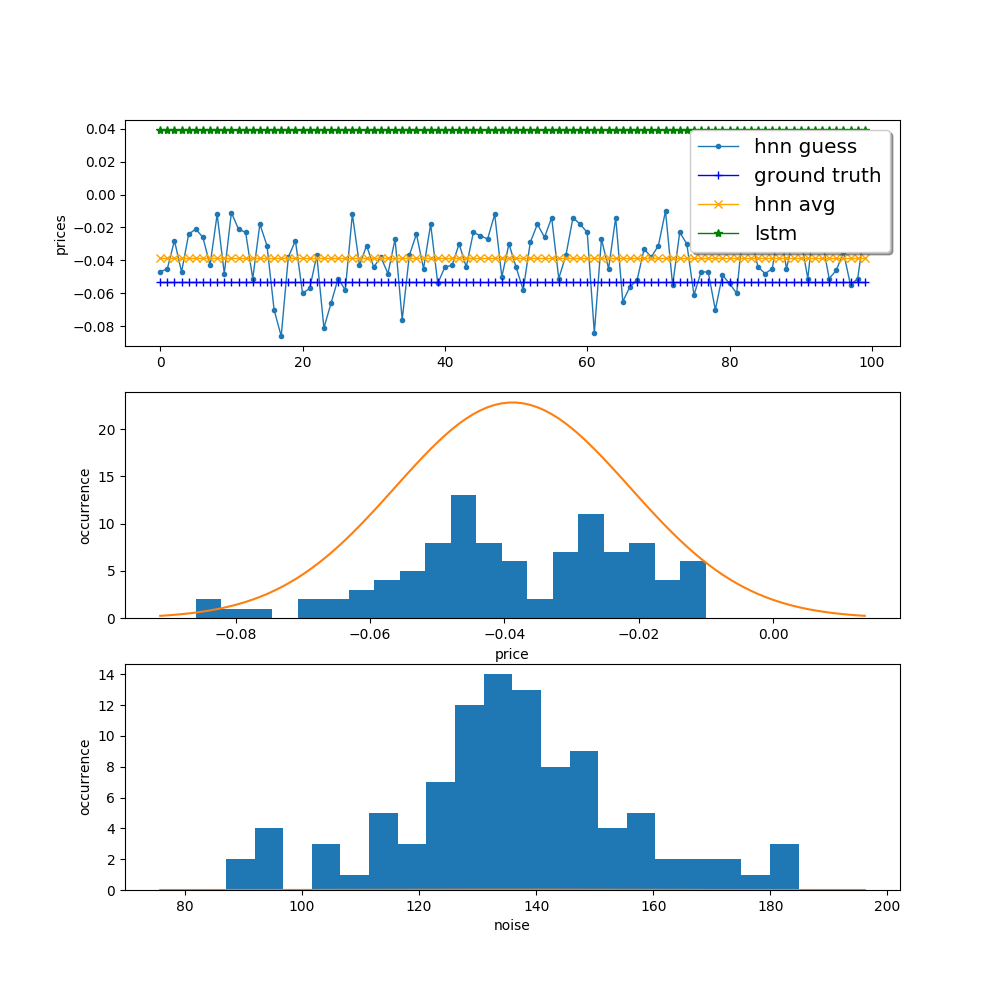 prices
0.04
0.02
0.00
−0.02
−0.04
−0.06
−0.08
hnn guess
ground truth
hnn avg
lstm
0 20 40 60 80 100
occurrence
20
15
10
5
0
−0.08 −0.06 −0.04 −0.02 0.00
price
occurrence
14
12
10
8
6
4
2
0
80 100 120 140 160 180 200
noise